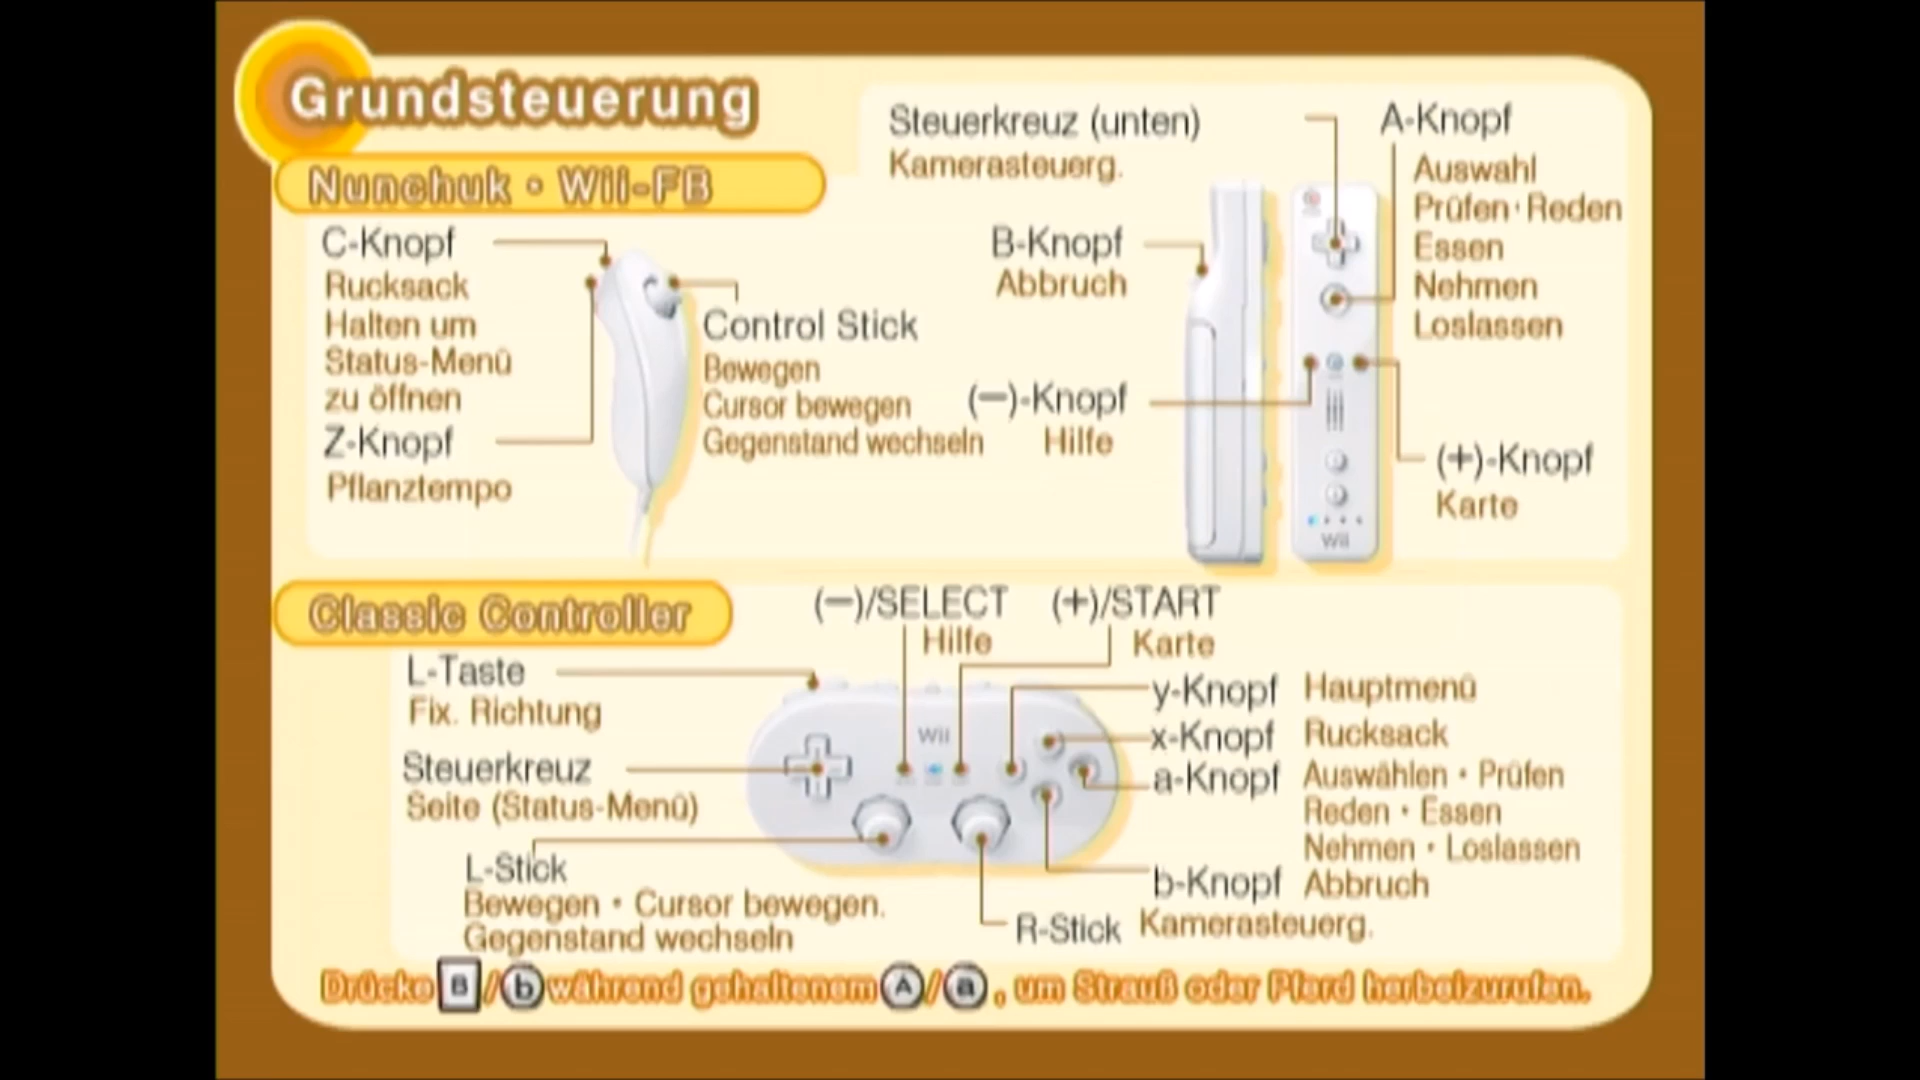 Grundsteuerung
Nunchuk • Wii-FB
C-Knopf
Rucksack
Halten um
Status-Menü
zu öffnen
Z-Knopf
Pflanztempo
Control Stick
Bewegen
Cursor bewegen
Gegenstand wechseln
Steuerkreuz (unten)
Kamerasteuerg.
B-Knopf
Abbruch
(−)-Knopf
Hilfe
A-Knopf
Auswahl
Prüfen·Reden
Essen
Nehmen
Loslassen
(+)-Knopf
Karte
Wii
Classic Controller
(−)/SELECT
Hilfe
(+)/START
Karte
L-Taste
Fix. Richtung
Steuerkreuz
Seite (Status-Menü)
L-Stick
Bewegen • Cursor bewegen.
Gegenstand wechseln
Wii
y-Knopf Hauptmenü
x-Knopf Rucksack
a-Knopf Auswählen • Prüfen
Reden • Essen
Nehmen • Loslassen
b-Knopf Abbruch
R-Stick Kamerasteuerg.
Drücke B/b während gehaltenem A/a, um Strauß oder Pferd herbeizurufen.